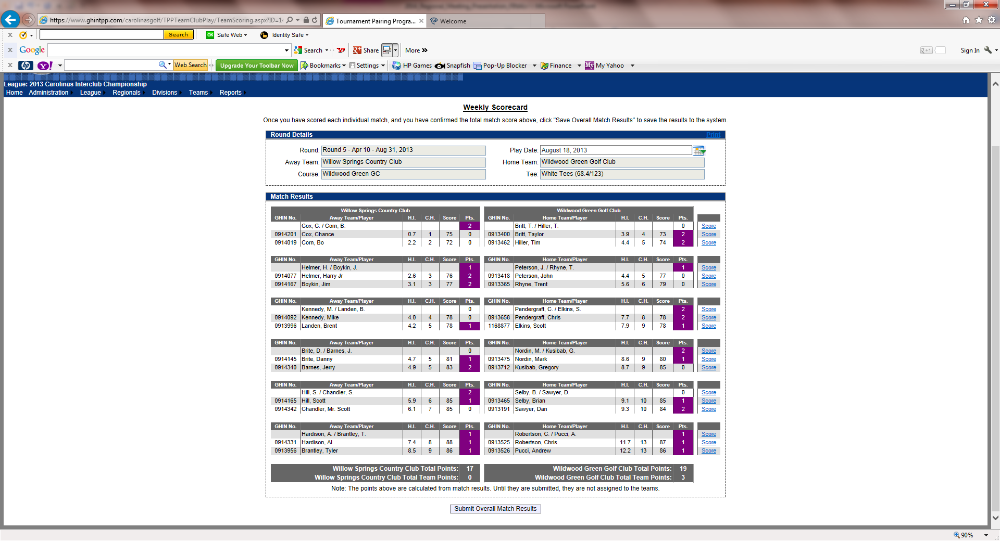 https://www.ghintpp.com/carolinasgolf/TPPTeamClubPlay/TeamScoring.aspx?ID=14
Tournament Pairing Progra...
Welcome
Search
OK Safe Web
Identity Safe
Google
Search
Share
More »
+1
Sign In
hp
Y!
Web Search
Upgrade Your Toolbar Now
Bookmarks
Settings
HP Games
Snapfish
Pop-Up Blocker
Finance
My My Yahoo
League: 2013 Carolinas Interclub Championship
Home Administration League Regionals Divisions Teams Reports
Weekly Scorecard
Once you have scored each individual match, and you have confirmed the total match score above, click "Save Overall Match Results" to save the results to the system.
Round Details Print
Round: Round 5 - Apr 10 - Aug 31, 2013 Play Date: August 18, 2013
Away Team: Willow Springs Country Club Home Team: Wildwood Green Golf Club
Course: Wildwood Green GC Tee: White Tees (68.4/123)
Match Results
Willow Springs Country Club Wildwood Green Golf Club
GHIN No. Away Team/Player H.I. C.H. Score Pts. GHIN No. Home Team/Player H.I. C.H. Score Pts.
Cox, C. / Corn, B. 2 Britt, T. / Hiller, T. 0 Score
0914201 Cox, Chance 0.7 1 75 0 0913400 Britt, Taylor 3.9 4 73 2 Score
0914019 Corn, Bo 2.2 2 72 0 0913462 Hiller, Tim 4.4 5 74 2 Score
GHIN No. Away Team/Player H.I. C.H. Score Pts. GHIN No. Home Team/Player H.I. C.H. Score Pts.
Helmer, H. / Boykin, J. 1 Peterson, J. / Rhyne, T. 1 Score
0914077 Helmer, Harry Jr 2.6 3 76 2 0913418 Peterson, John 4.4 5 77 0 Score
0914167 Boykin, Jim 3.1 3 77 2 0913365 Rhyne, Trent 5.6 6 79 0 Score
GHIN No. Away Team/Player H.I. C.H. Score Pts. GHIN No. Home Team/Player H.I. C.H. Score Pts.
Kennedy, M. / Landen, B. 0 Pendergraft, C. / Elkins, S. 2 Score
0914092 Kennedy, Mike 4.0 4 78 0 0913658 Pendergraft, Chris 7.7 8 78 2 Score
0913996 Landen, Brent 4.2 5 78 1 1168877 Elkins, Scott 7.9 9 78 1 Score
GHIN No. Away Team/Player H.I. C.H. Score Pts. GHIN No. Home Team/Player H.I. C.H. Score Pts.
Brite, D. / Barnes, J. 0 Nordin, M. / Kusibab, G. 2 Score
0914145 Brite, Danny 4.7 5 81 1 0913475 Nordin, Mark 8.6 9 80 1 Score
0914340 Barnes, Jerry 4.9 5 83 2 0913712 Kusibab, Gregory 8.7 9 85 0 Score
GHIN No. Away Team/Player H.I. C.H. Score Pts. GHIN No. Home Team/Player H.I. C.H. Score Pts.
Hill, S. / Chandler, S. 2 Selby, B. / Sawyer, D. 0 Score
0914165 Hill, Scott 5.9 6 85 1 0913465 Selby, Brian 9.1 10 85 1 Score
0914342 Chandler, Mr. Scott 6.1 7 85 0 0913191 Sawyer, Dan 9.3 10 84 2 Score
GHIN No. Away Team/Player H.I. C.H. Score Pts. GHIN No. Home Team/Player H.I. C.H. Score Pts.
Hardison, A. / Brantley, T. 1 Robertson, C. / Pucci, A. 1 Score
0914331 Hardison, Al 7.4 8 88 1 0913525 Robertson, Chris 11.7 13 87 1 Score
0913956 Brantley, Tyler 8.5 9 86 1 0913526 Pucci, Andrew 12.2 13 86 1 Score
Willow Springs Country Club Total Points: 17 Wildwood Green Golf Club Total Points: 19
Willow Springs Country Club Total Team Points: 0 Wildwood Green Golf Club Total Team Points: 3
Note: The points above are calculated from match results. Until they are submitted, they are not assigned to the teams.
Submit Overall Match Results
90%